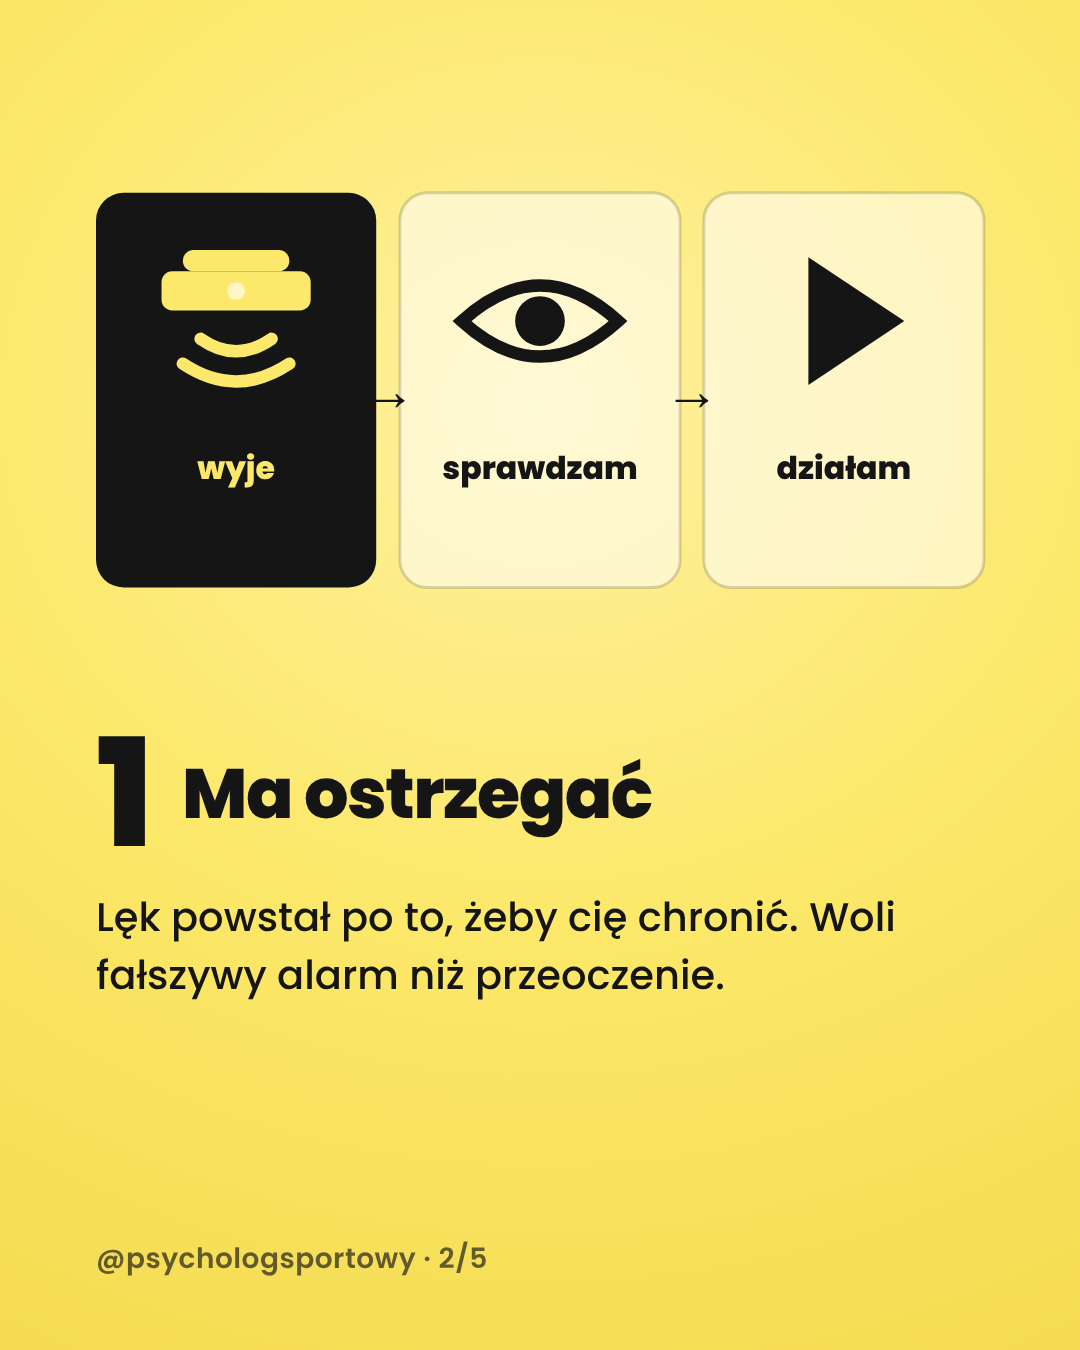 wyje → sprawdzam → działam
1 Ma ostrzegać
Lęk powstał po to, żeby cię chronić. Woli
fałszywy alarm niż przeoczenie.
@psychologsportowy · 2/5